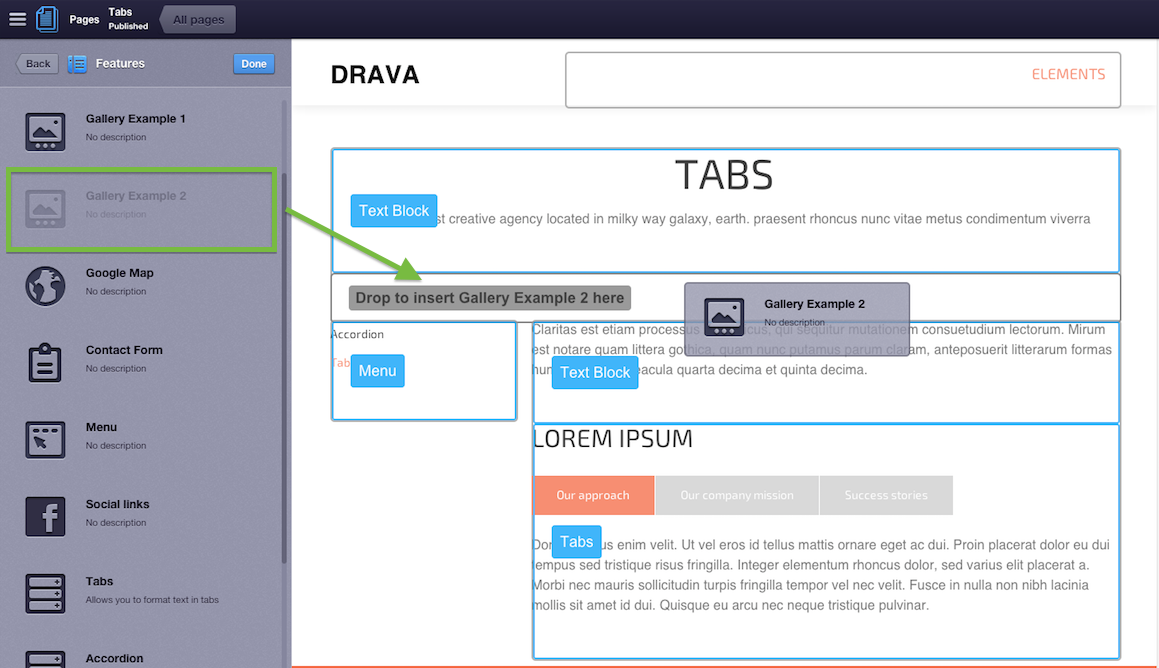 Pages
Tabs
Published
All pages
Back
Features
Done
Gallery Example 1
No description
Gallery Example 2
No description
Google Map
No description
Contact Form
No description
Menu
No description
Social links
No description
Tabs
Allows you to format text in tabs
Accordion
DRAVA
ELEMENTS
TABS
Text Block
st creative agency located in milky way galaxy, earth. praesent rhoncus nunc vitae metus condimentum viverra
Drop to insert Gallery Example 2 here
Gallery Example 2
No description
Accordion
Tab
Menu
Claritas est etiam processus qui sequitur mutationem consuetudium lectorum. Mirum
est notare quam littera gothica, quam nunc putamus parum claram, anteposuerit litterarum formas
hum eacula quarta decima et quinta decima.
Text Block
LOREM IPSUM
Our approach
Our company mission
Success stories
Tabs
Don us enim velit. Ut vel eros id tellus mattis ornare eget ac dui. Proin placerat dolor eu dui
tempus sed tristique risus fringilla. Integer elementum rhoncus dolor, sed varius elit placerat a.
Morbi nec mauris sollicitudin turpis fringilla tempor vel nec velit. Fusce in nulla non nibh lacinia
mollis sit amet id dui. Quisque eu arcu nec neque tristique pulvinar.